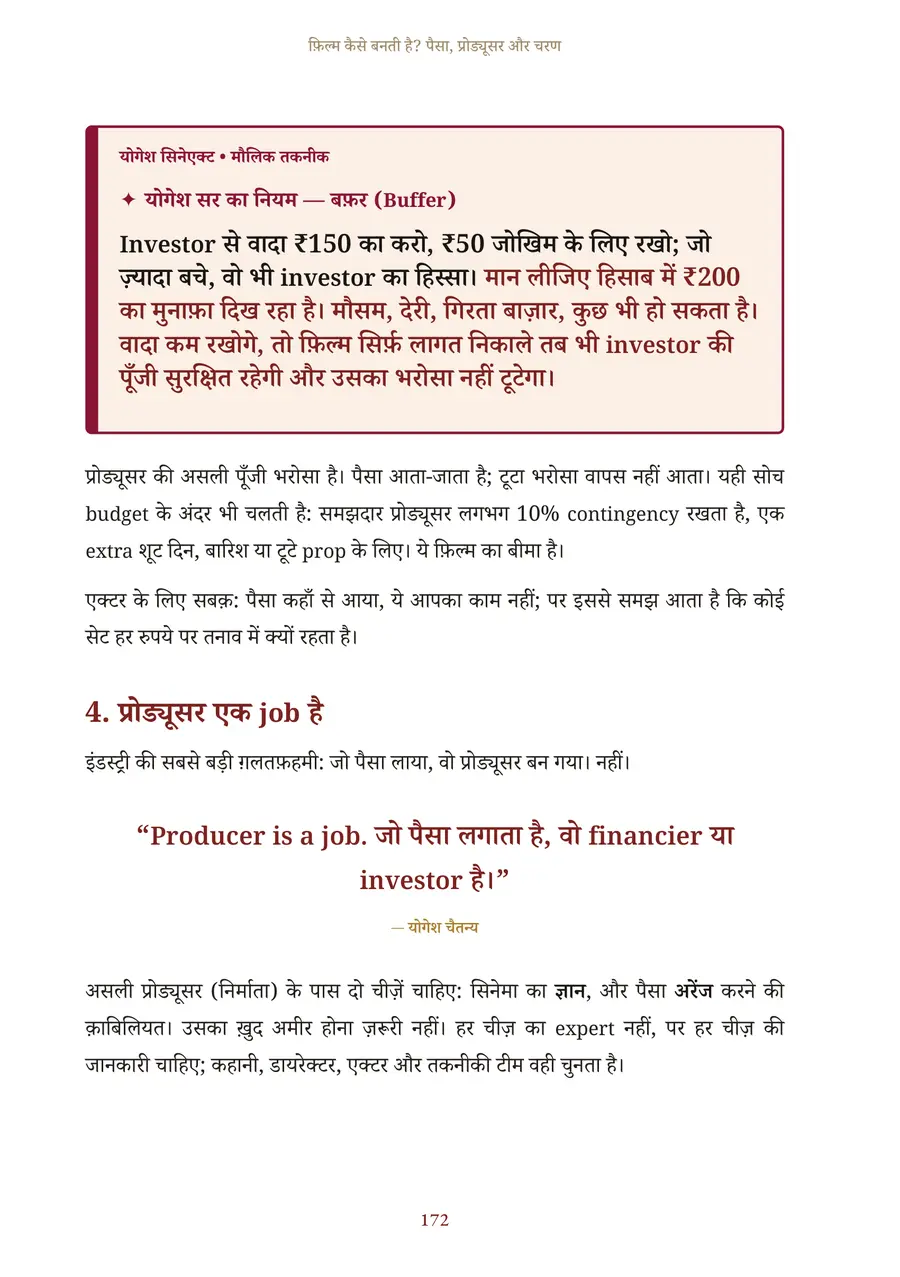 फ़िल्म कैसे बनती है? पैसा, प्रोड्यूसर और चरण
योगेश सिनेएक्ट • मौलिक तकनीक
✦ योगेश सर का नियम — बफ़र (Buffer)
Investor से वादा ₹150 का करो, ₹50 जोखिम के लिए रखो; जो
ज़्यादा बचे, वो भी investor का हिस्सा। मान लीजिए हिसाब में ₹200
का मुनाफ़ा दिख रहा है। मौसम, देरी, गिरता बाज़ार, कुछ भी हो सकता है।
वादा कम रखोगे, तो फ़िल्म सिर्फ़ लागत निकाले तब भी investor की
पूँजी सुरक्षित रहेगी और उसका भरोसा नहीं टूटेगा।
प्रोड्यूसर की असली पूँजी भरोसा है। पैसा आता-जाता है; टूटा भरोसा वापस नहीं आता। यही सोच
budget के अंदर भी चलती है: समझदार प्रोड्यूसर लगभग 10% contingency रखता है, एक
extra शूट दिन, बारिश या टूटे prop के लिए। ये फ़िल्म का बीमा है।
एक्टर के लिए सबक़: पैसा कहाँ से आया, ये आपका काम नहीं; पर इससे समझ आता है कि कोई
सेट हर रुपये पर तनाव में क्यों रहता है।
4. प्रोड्यूसर एक job है
इंडस्ट्री की सबसे बड़ी ग़लतफ़हमी: जो पैसा लाया, वो प्रोड्यूसर बन गया। नहीं।
“Producer is a job. जो पैसा लगाता है, वो financier या
investor है।”
— योगेश चैतन्य
असली प्रोड्यूसर (निर्माता) के पास दो चीज़ें चाहिए: सिनेमा का ज्ञान, और पैसा अरेंज करने की
क़ाबिलियत। उसका ख़ुद अमीर होना ज़रूरी नहीं। हर चीज़ का expert नहीं, पर हर चीज़ की
जानकारी चाहिए; कहानी, डायरेक्टर, एक्टर और तकनीकी टीम वही चुनता है।
172